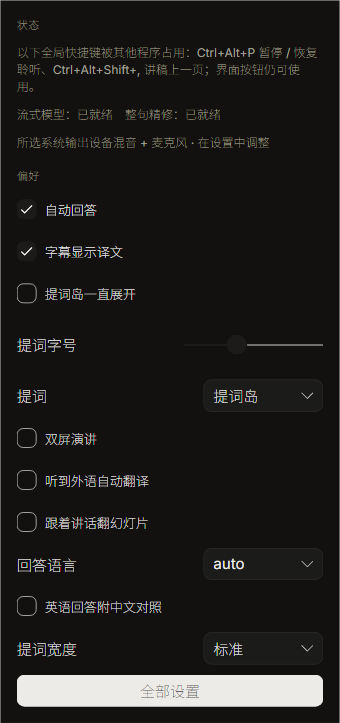 状态
以下全局快捷键被其他程序占用：Ctrl+Alt+P 暂停 / 恢复
聆听、Ctrl+Alt+Shift+, 讲稿上一页；界面按钮仍可使
用。
流式模型：已就绪　整句精修：已就绪
所选系统输出设备混音 + 麦克风 · 在设置中调整
偏好
自动回答
字幕显示译文
提词岛一直展开
提词字号
提词 提词岛
双屏演讲
听到外语自动翻译
跟着讲话翻幻灯片
回答语言 auto
英语回答附中文对照
提词宽度 标准
全部设置